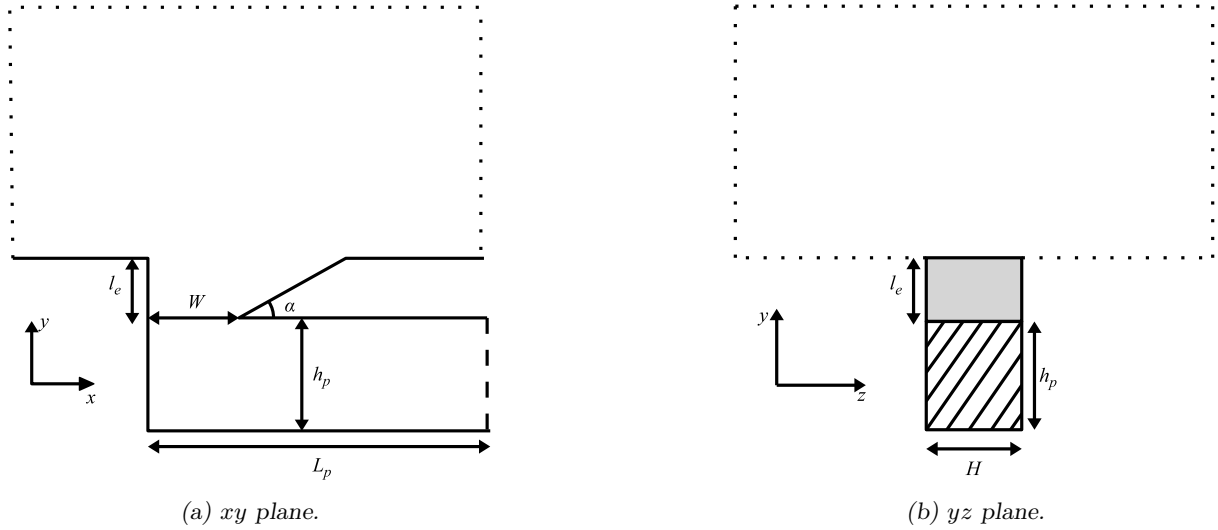 l_e
W
α
y
h_p
x
L_p
(a) xy plane.
l_e
y
h_p
z
H
(b) yz plane.